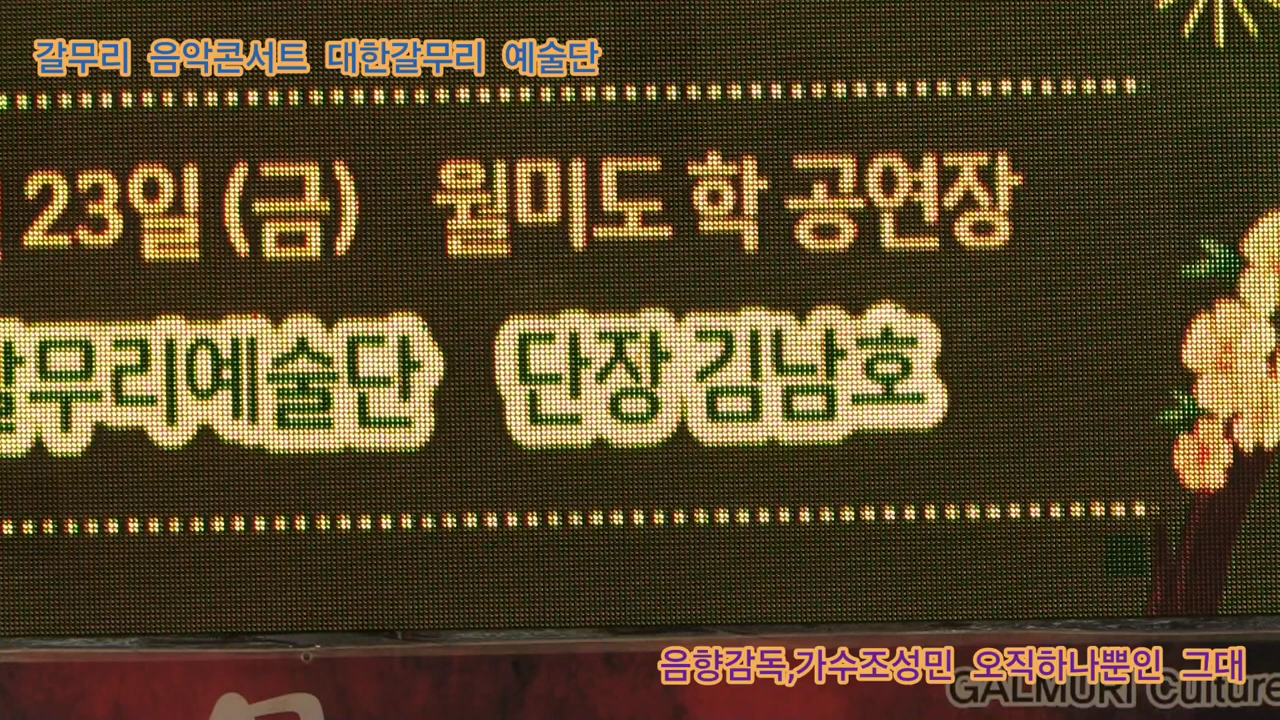 갈무리 음악콘서트 대한갈무리 예술단
23일(금) 월미도 학 공연장
갈무리예술단 단장 김남호
음향감독,가수조성민 오직하나뿐인 그대
GALMURI Culture